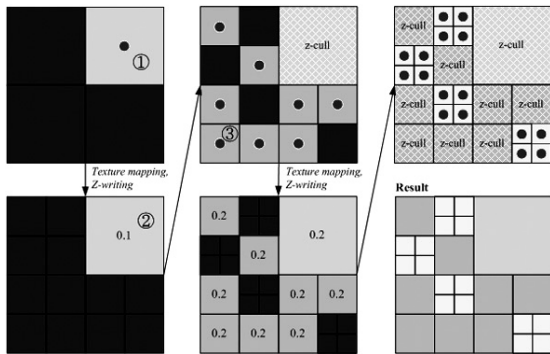 ①
z-cull
③
z-cull
z-cull
z-cull
z-cull z-cull z-cull
z-cull z-cull z-cull
Texture mapping,
Z-writing
Texture mapping,
Z-writing
②
0.1
0.2
0.2
0.2
0.2 0.2 0.2
0.2 0.2 0.2
Result